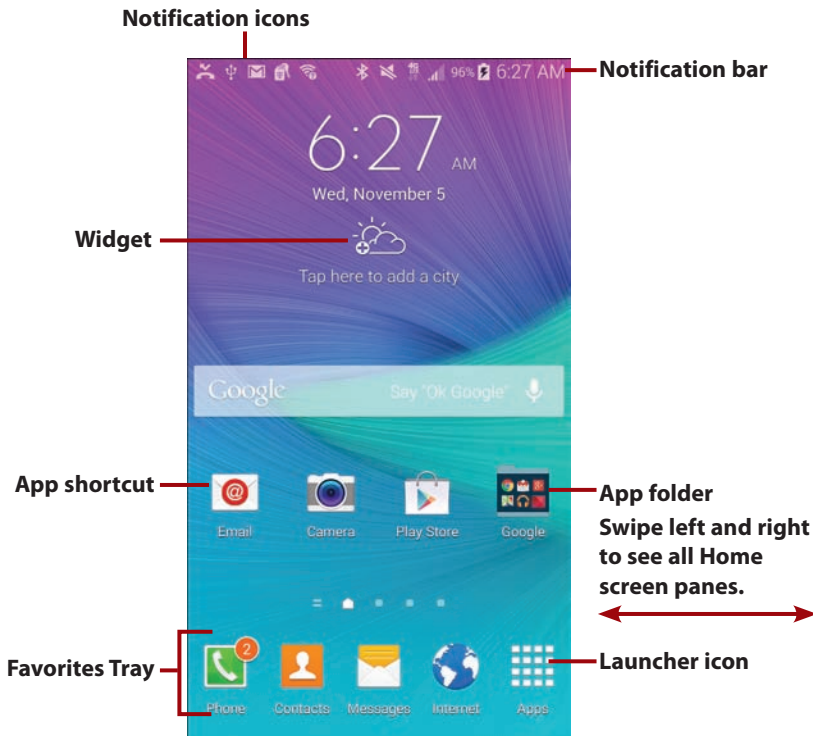 Notification icons
96% 6:27 AM
Notification bar
6:27 AM
Wed, November 5
Widget
Tap here to add a city
Google Say "Ok Google"
App shortcut
@
App folder
Email Camera Play Store Google
Swipe left and right
to see all Home
screen panes.
2
Favorites Tray
Launcher icon
Phone Contacts Messages Internet Apps